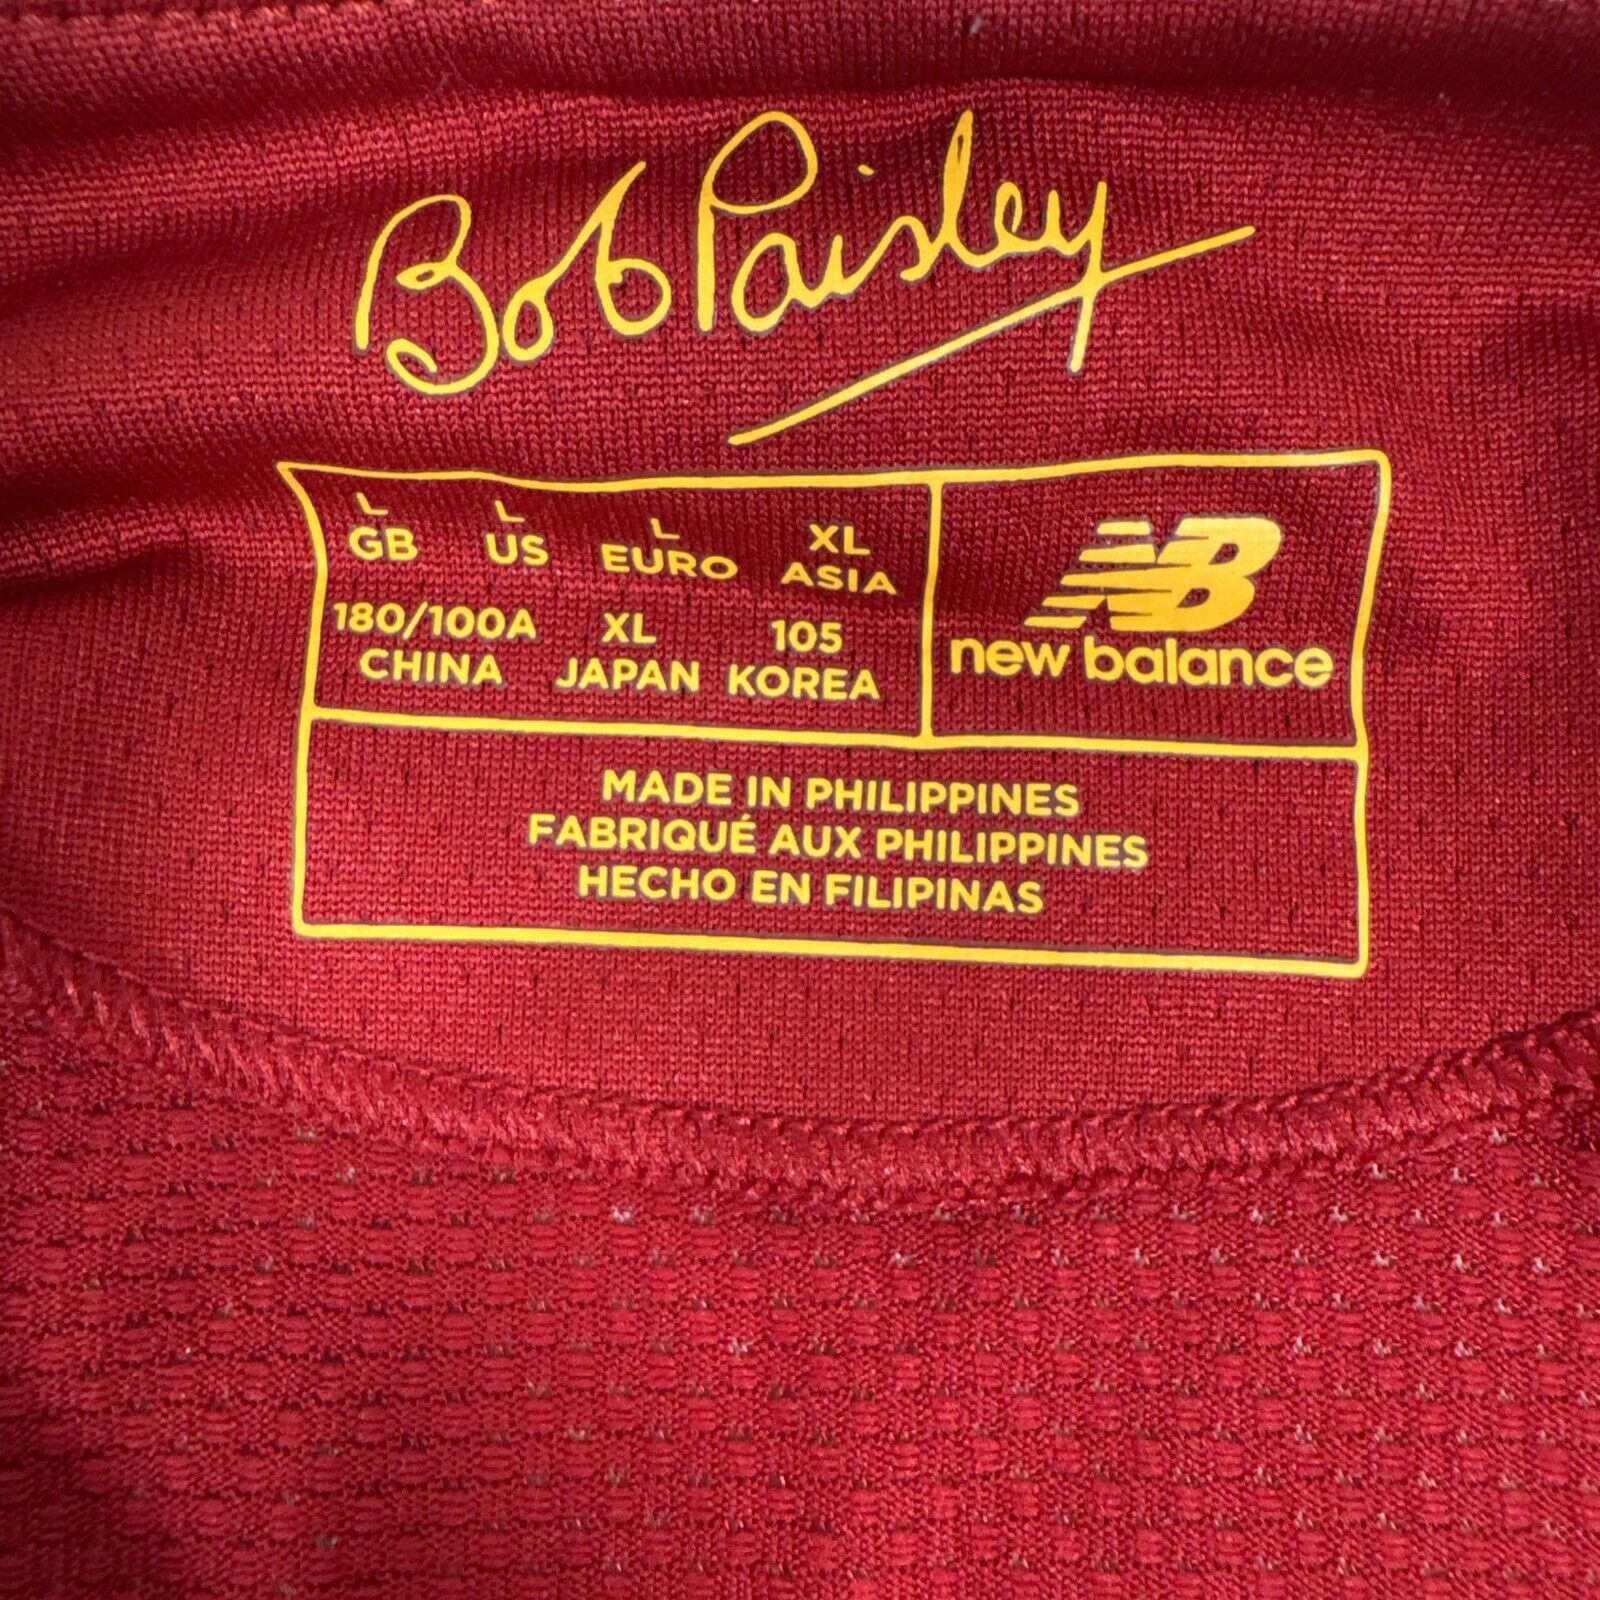 Bob Paisley
L L L XL
GB US EURO ASIA
180/100A XL 105
CHINA JAPAN KOREA
NB
new balance
MADE IN PHILIPPINES
FABRIQUÉ AUX PHILIPPINES
HECHO EN FILIPINAS